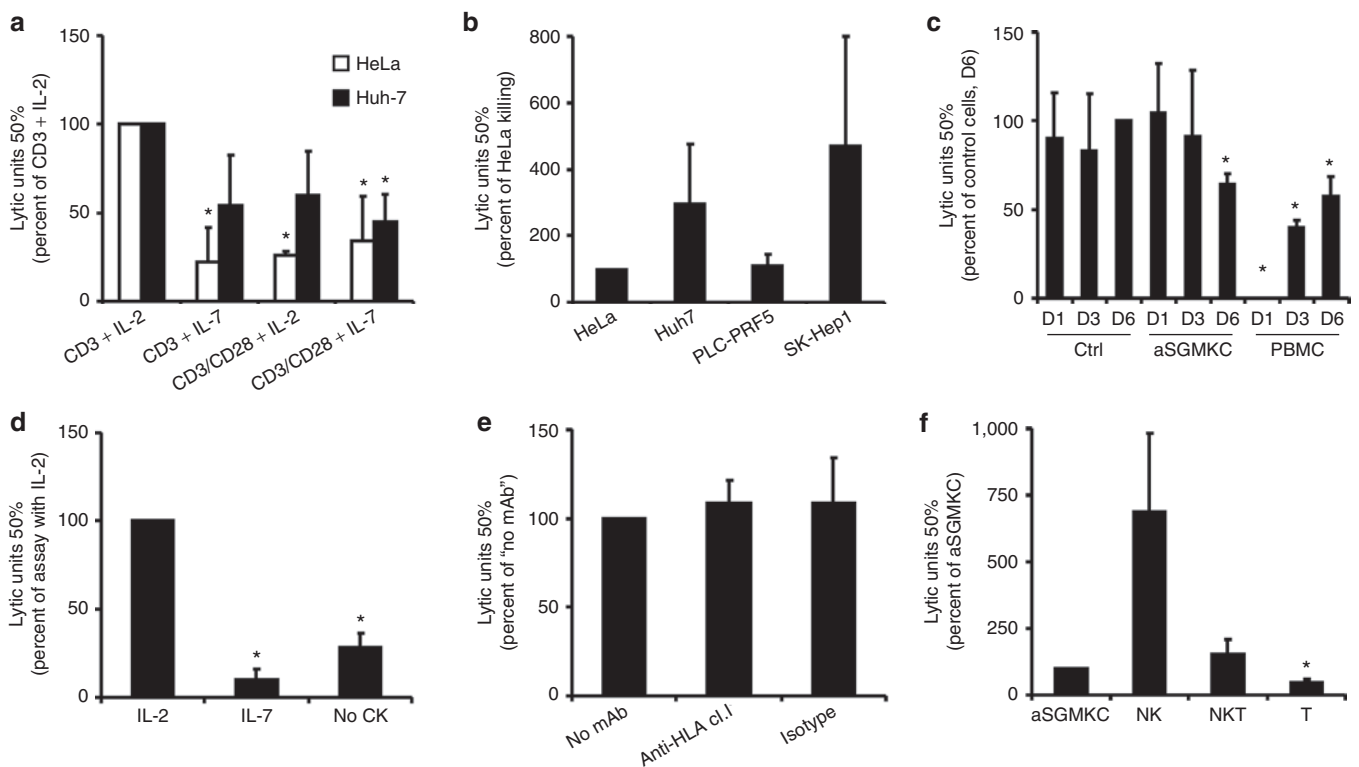 a
Lytic units 50%
(percent of CD3 + IL-2)
150
100
50
0
HeLa
Huh-7
*
*
*
*
CD3 + IL-2
CD3 + IL-7
CD3/CD28 + IL-2
CD3/CD28 + IL-7
b
Lytic units 50%
(percent of HeLa killing)
800
600
400
200
0
HeLa
Huh7
PLC-PRF5
SK-Hep1
c
Lytic units 50%
(percent of control cells, D6)
150
100
50
0
*
*
*
*
D1 D3 D6 D1 D3 D6 D1 D3 D6
Ctrl aSGMKC PBMC
d
Lytic units 50%
(percent of assay with IL-2)
150
100
50
0
*
*
IL-2 IL-7 No CK
e
Lytic units 50%
(percent of "no mAb")
150
100
50
0
No mAb
Anti-HLA cl.I
Isotype
f
Lytic units 50%
(percent of aSGMKC)
1,000
750
500
250
0
*
aSGMKC NK NKT T